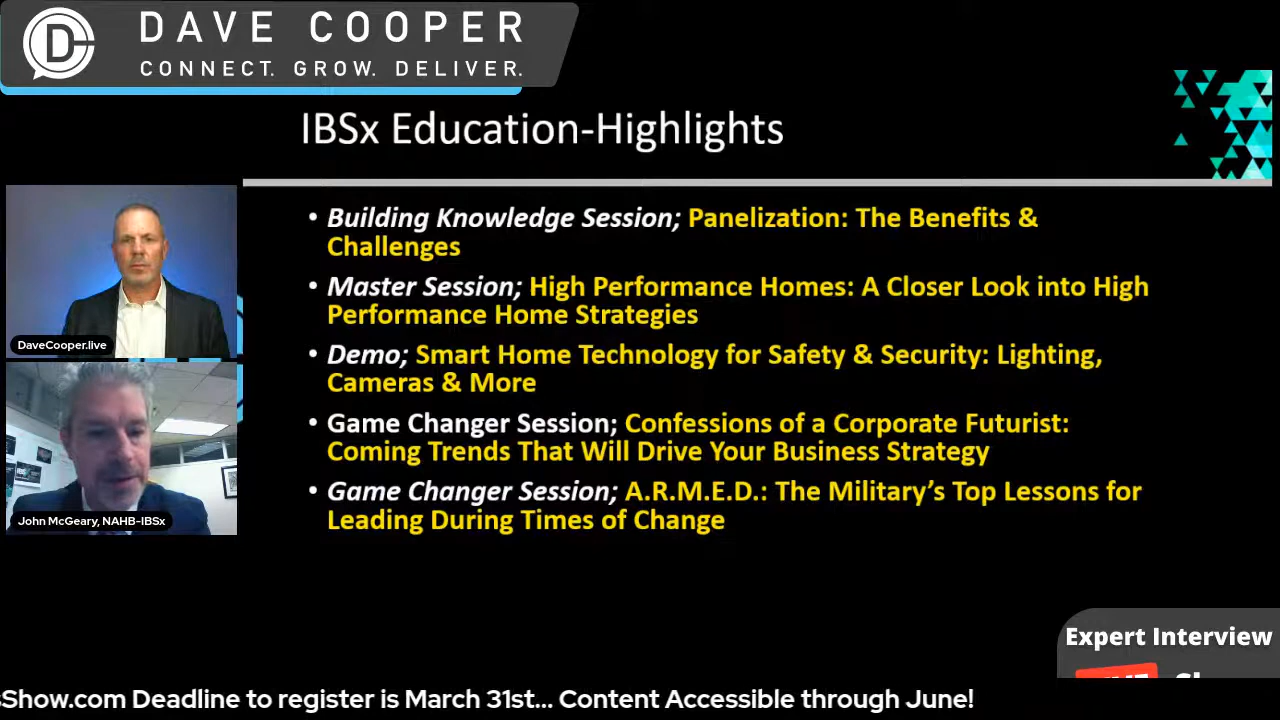 DAVE COOPER
CONNECT. GROW. DELIVER.
IBSx Education-Highlights
• Building Knowledge Session; Panelization: The Benefits &
Challenges
• Master Session; High Performance Homes: A Closer Look into High
Performance Home Strategies
• Demo; Smart Home Technology for Safety & Security: Lighting,
Cameras & More
• Game Changer Session; Confessions of a Corporate Futurist:
Coming Trends That Will Drive Your Business Strategy
• Game Changer Session; A.R.M.E.D.: The Military’s Top Lessons for
Leading During Times of Change
DaveCooper.live
John McGeary, NAHB-IBSx
Expert Interview
sShow.com Deadline to register is March 31st... Content Accessible through June!